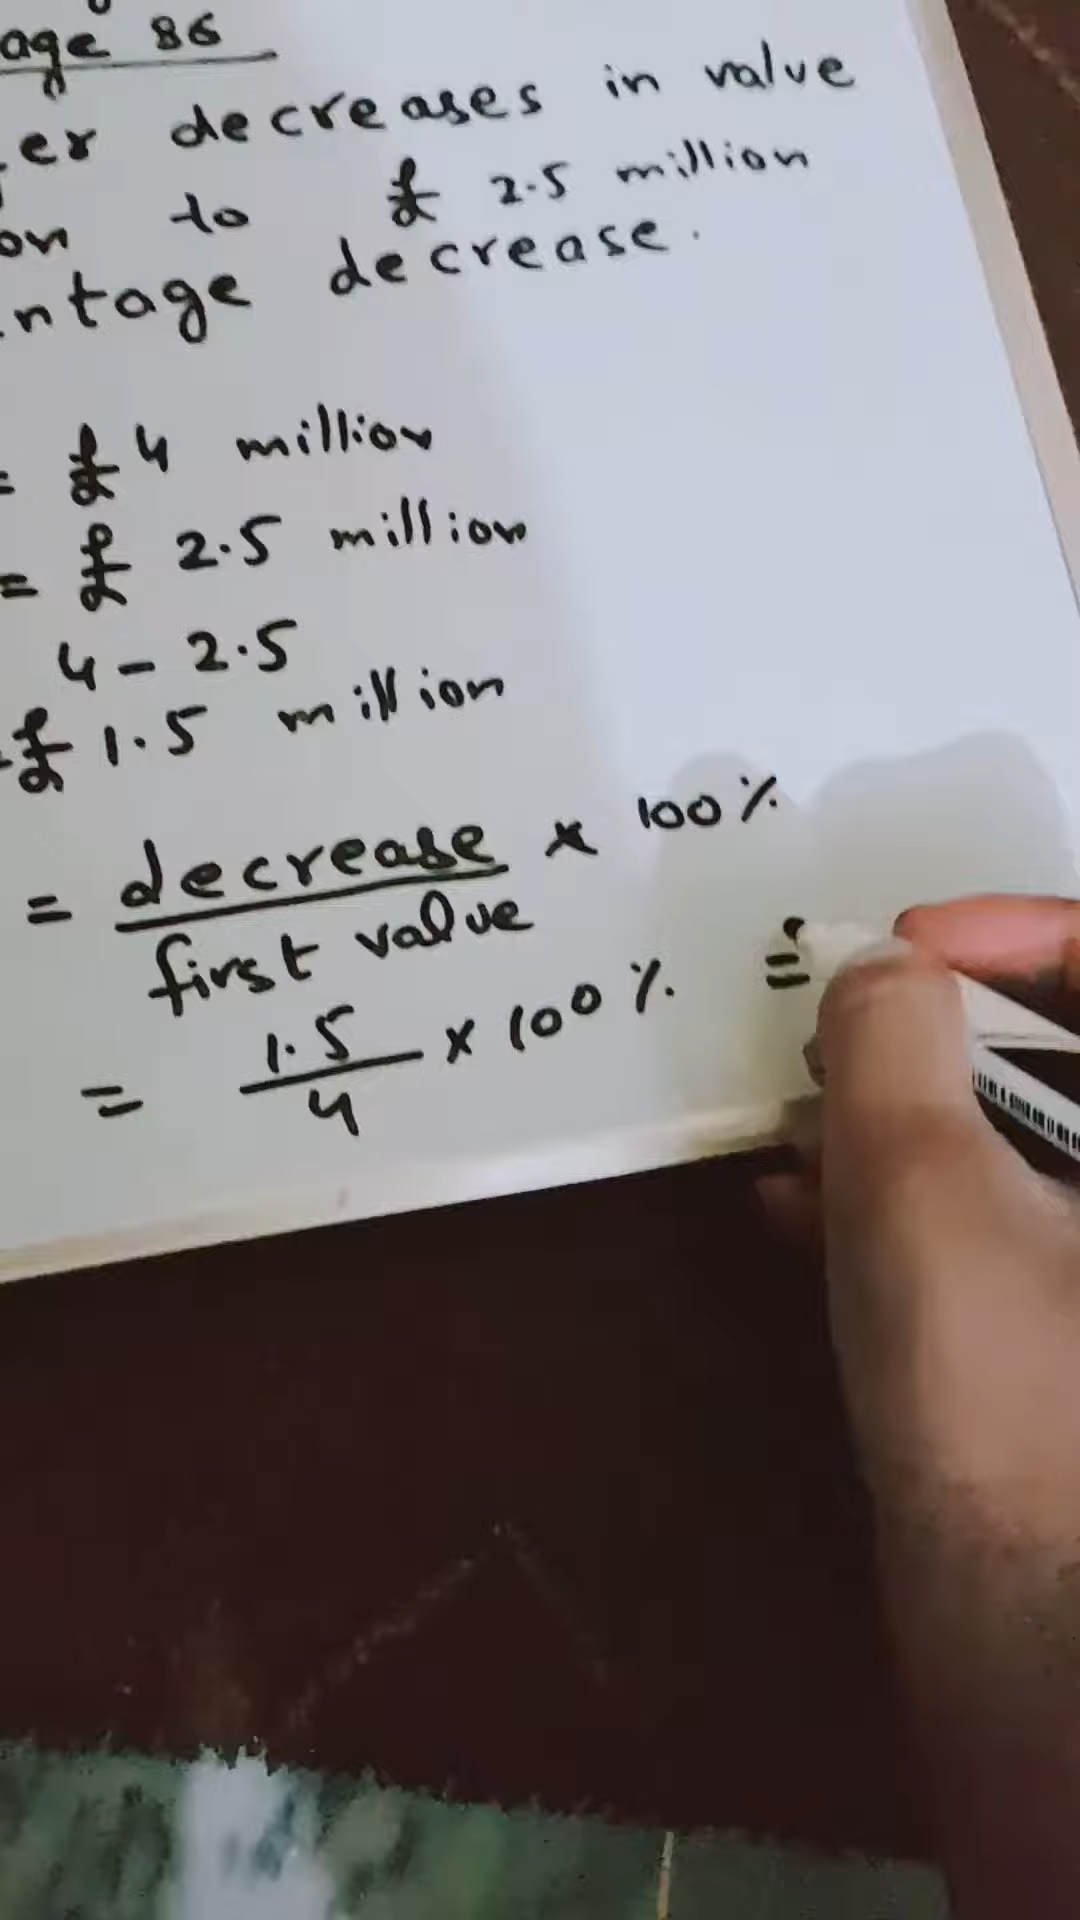 age 86
er decreases in value
on to £ 2.5 million
ntage decrease.
= £4 million
= £ 2.5 million
4 - 2.5
£ 1.5 million
= decrease / first value × 100%
= 1.5 / 4 × 100% =